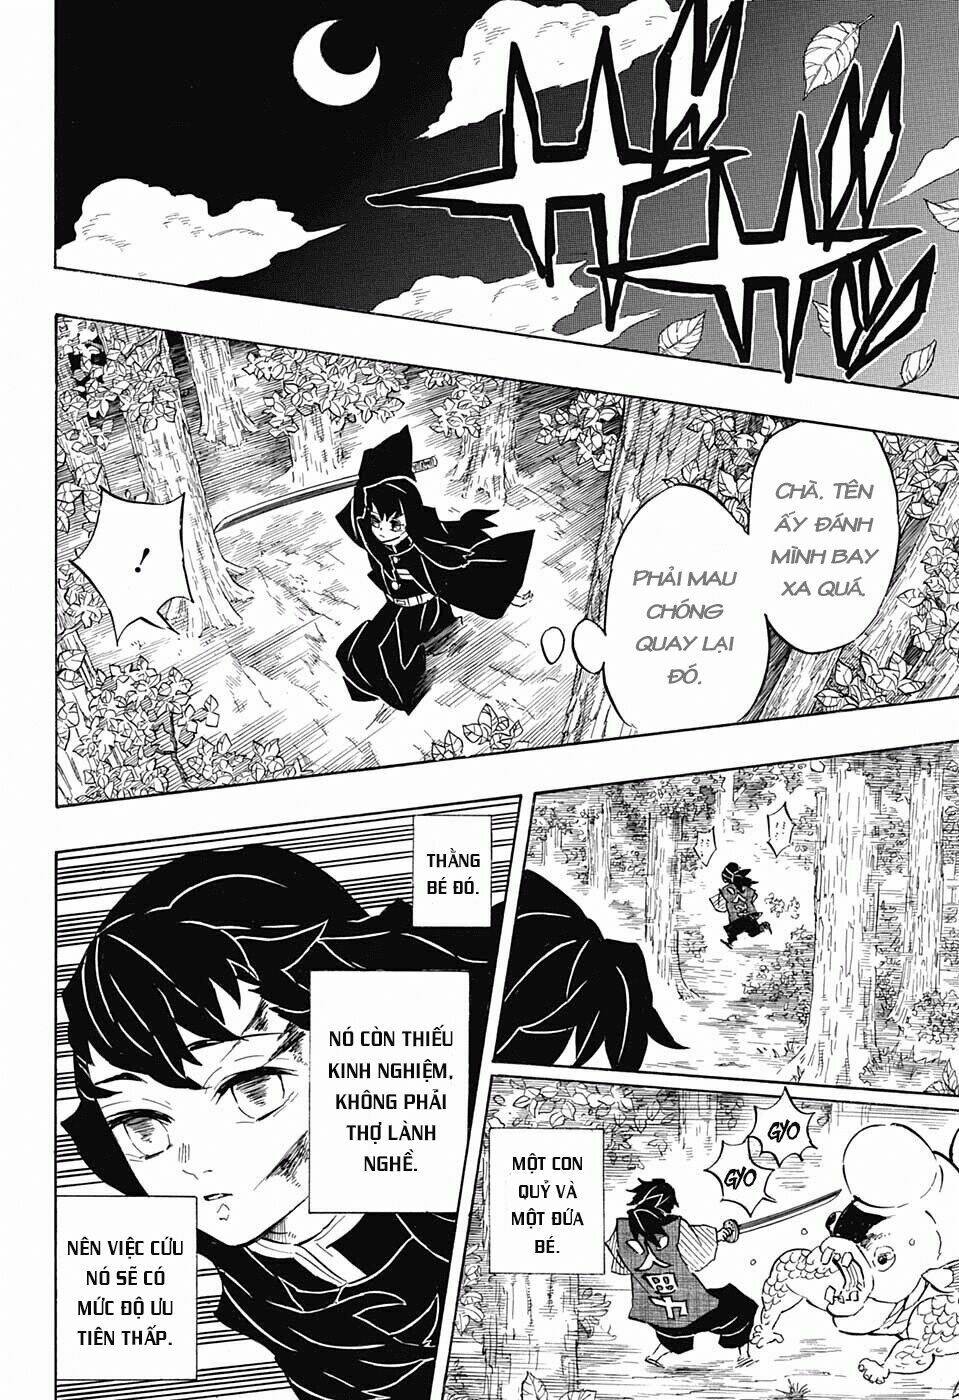 CHÀ. TÊN
ẤY ĐÁNH
MÌNH BAY
XA QUÁ.
PHẢI MAU
CHÓNG
QUAY LẠI
ĐÓ.
!
THẰNG
BÉ ĐÓ.
NÓ CÒN THIẾU
KINH NGHIỆM,
KHÔNG PHẢI
THỢ LÀNH
NGHỀ.
NÊN VIỆC CỨU
NÓ SẼ CÓ
MỨC ĐỘ ƯU
TIÊN THẤP.
GYO
GYO
MỘT CON
QUỶ VÀ
MỘT ĐỨA
BÉ.